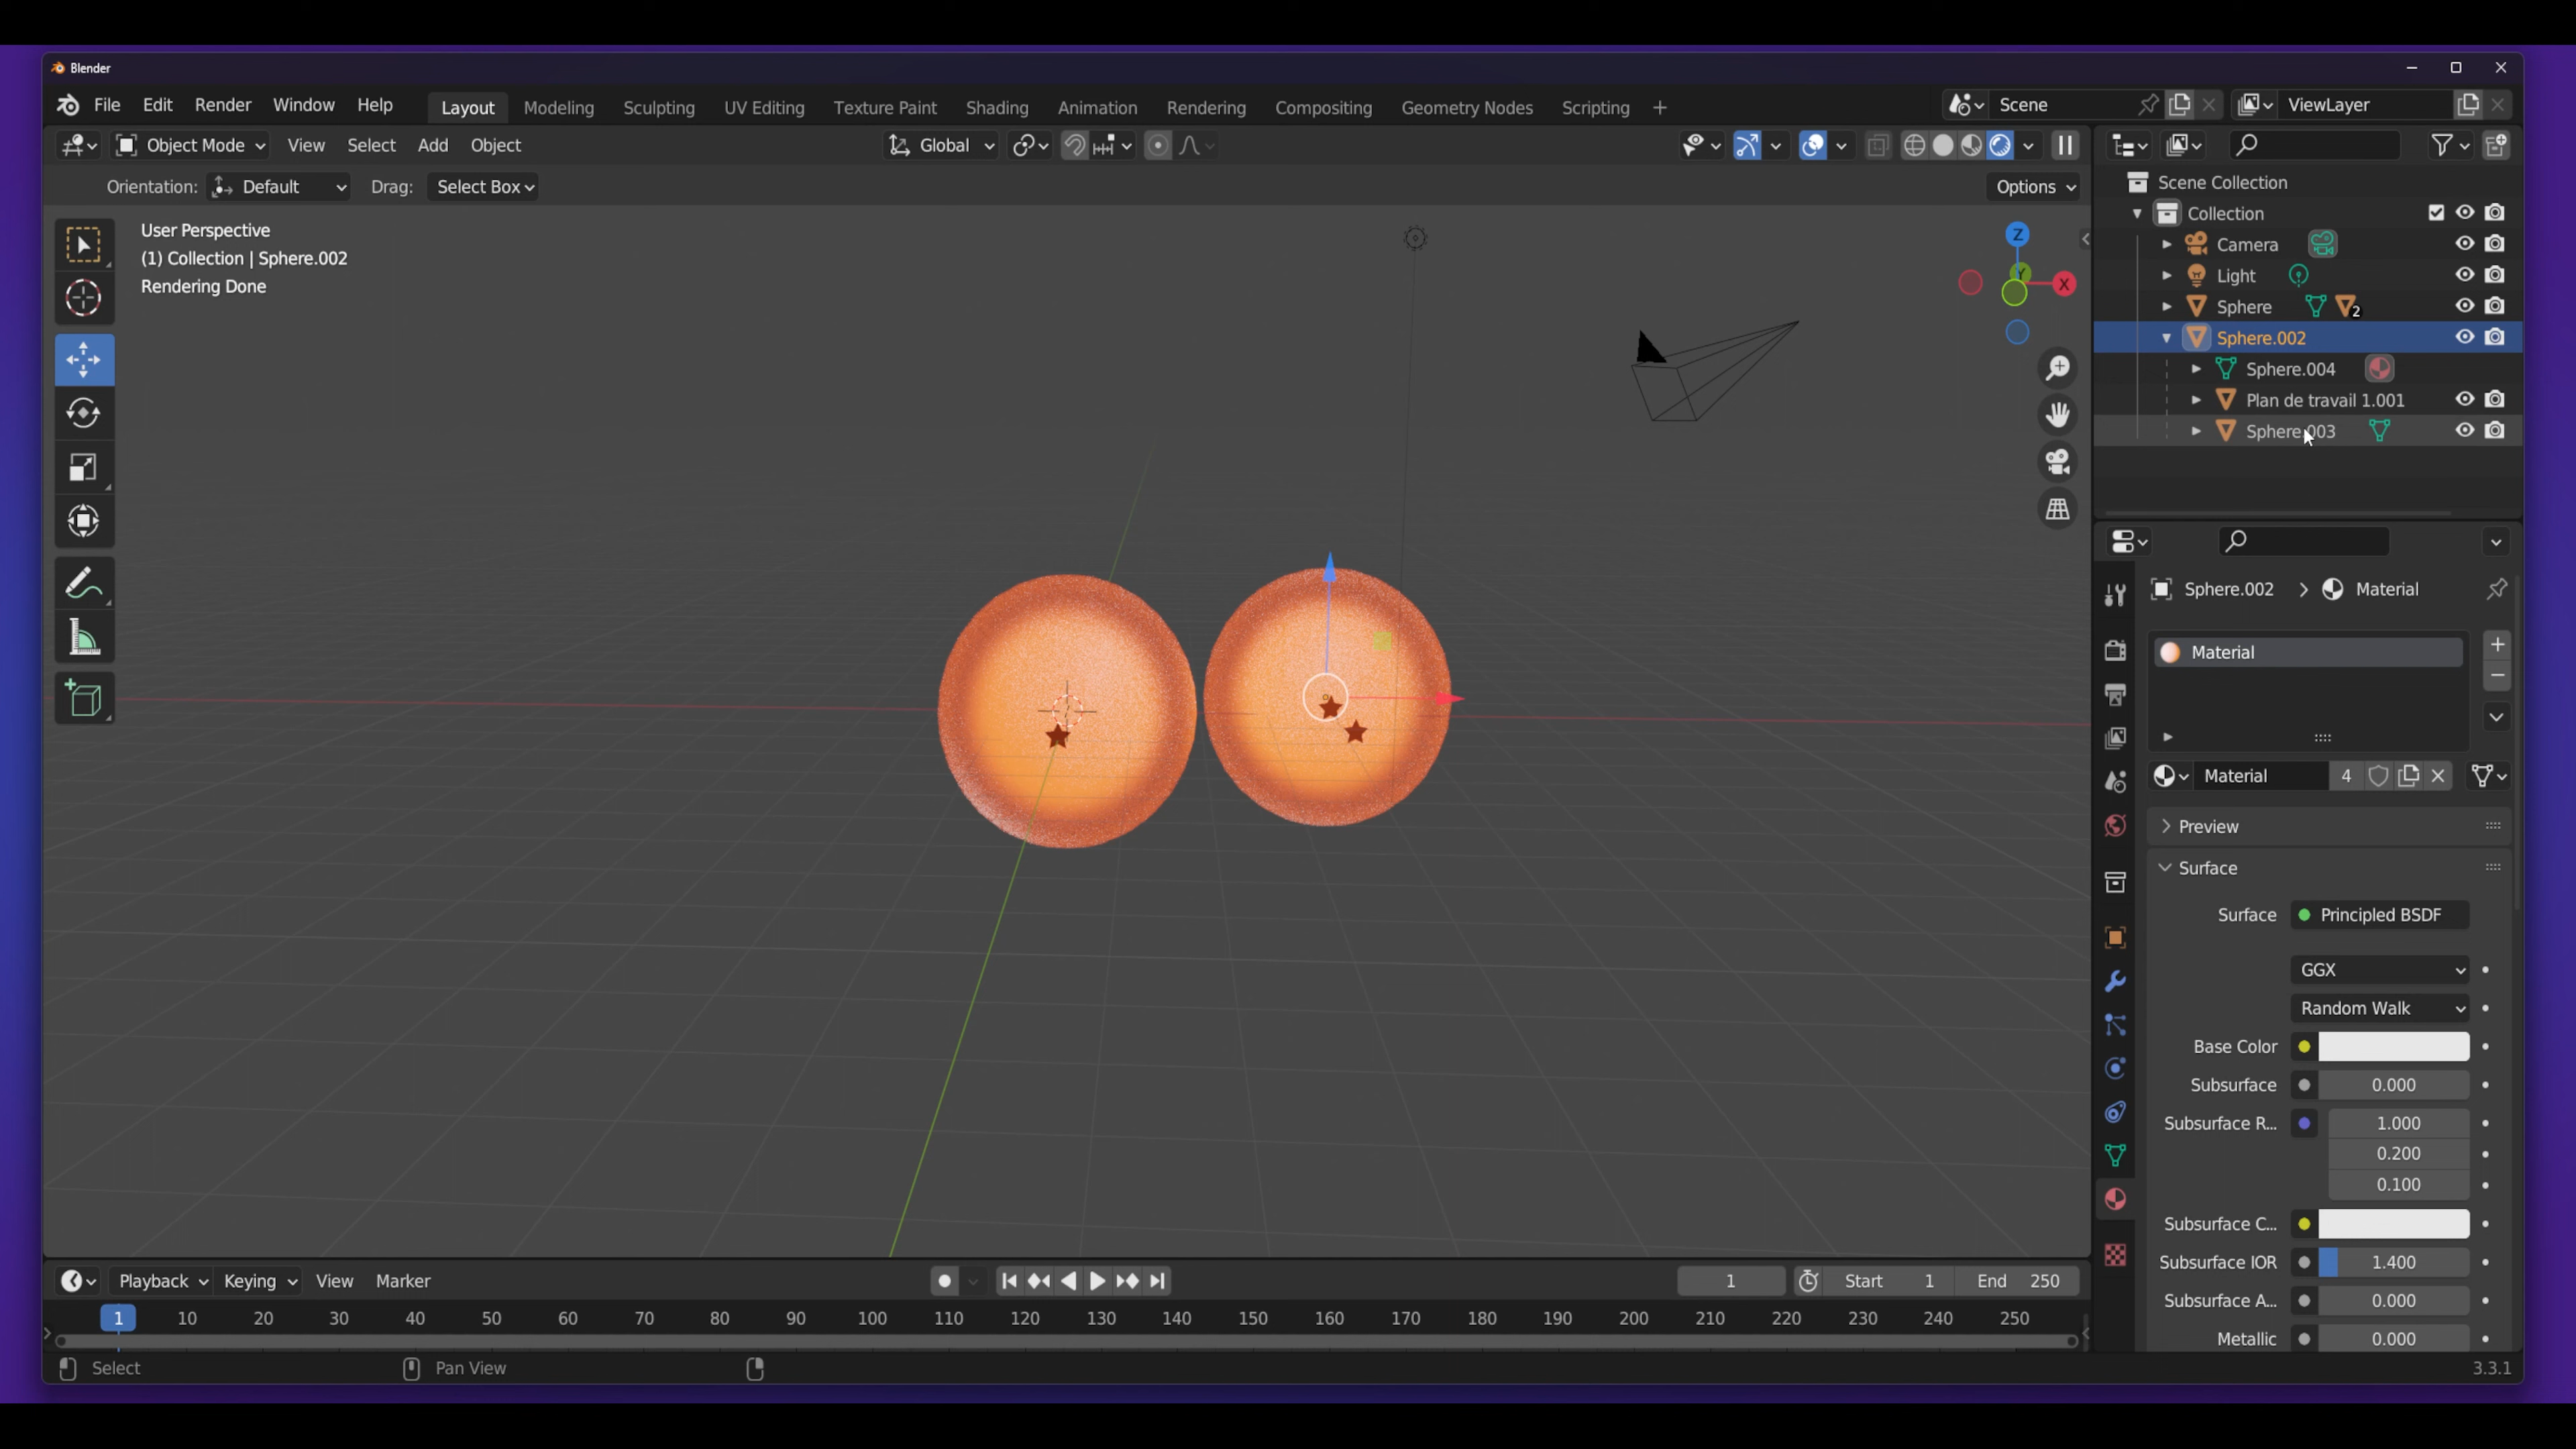 Blender
File Edit Render Window Help Layout Modeling Sculpting UV Editing Texture Paint Shading Animation Rendering Compositing Geometry Nodes Scripting + Scene ViewLayer
Object Mode View Select Add Object Global
Orientation: Default Drag: Select Box Options
User Perspective
(1) Collection | Sphere.002
Rendering Done
Z
Y
X
Scene Collection
Collection
Camera
Light
Sphere 2
Sphere.002
Sphere.004
Plan de travail 1.001
Sphere.003
Sphere.002 > Material
Material
Material 4
Preview
Surface
Surface Principled BSDF
GGX
Random Walk
Base Color
Subsurface 0.000
Subsurface R... 1.000
0.200
0.100
Subsurface C...
Subsurface IOR 1.400
Subsurface A... 0.000
Metallic 0.000
Playback Keying View Marker 1 Start 1 End 250
1 10 20 30 40 50 60 70 80 90 100 110 120 130 140 150 160 170 180 190 200 210 220 230 240 250
Select Pan View 3.3.1